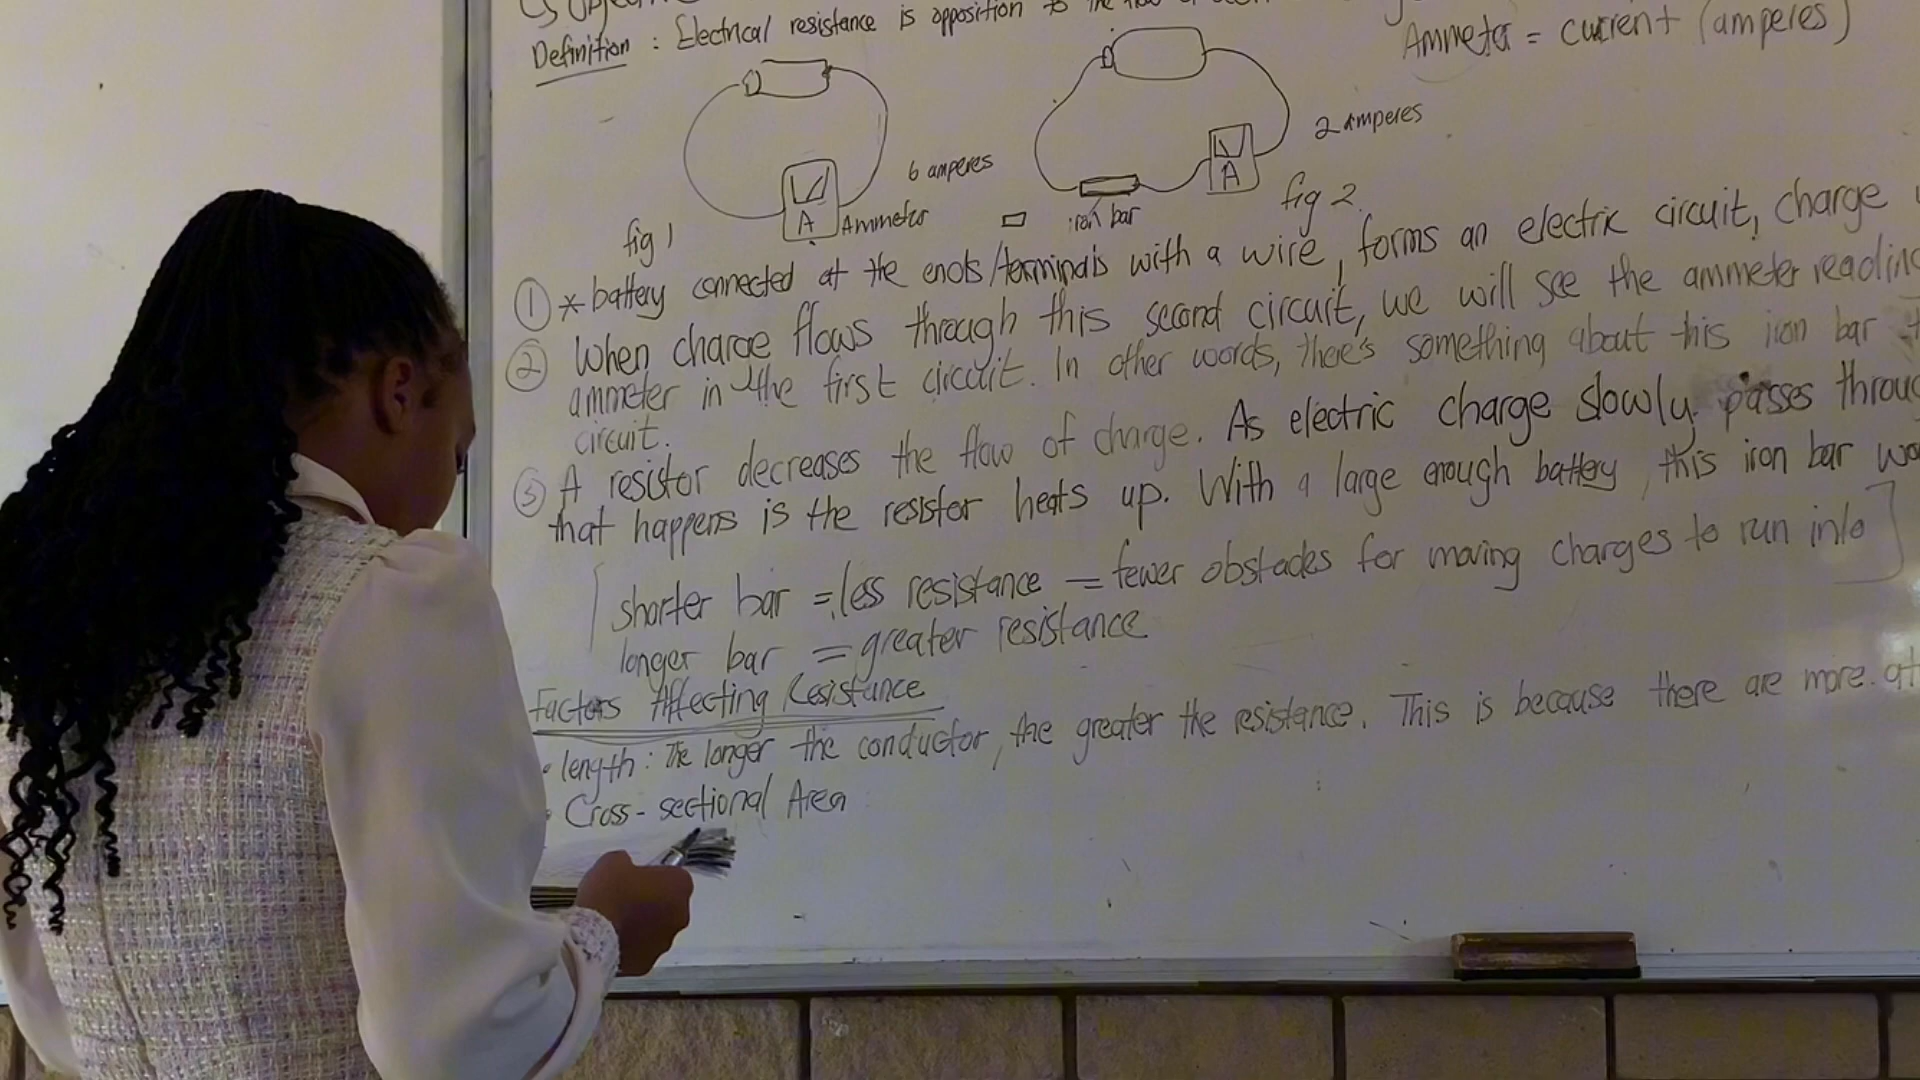 Definition : Electrical resistance is opposition to the flow of
Ammeter = current (amperes)
6 amperes
2 amperes
A
Ammeter
A
iron bar
fig 1
fig 2
① * battery connected at the ends/terminals with a wire, forms an electric circuit, charge
② When charge flows through this second circuit, we will see the ammeter reading
ammeter in the first circuit. In other words, there's something about this iron bar
circuit.
③ A resistor decreases the flow of charge. As electric charge slowly passes through
that happens is the resistor heats up. With a large enough battery, this iron bar
shorter bar = less resistance = fewer obstacles for moving charges to run into
longer bar = greater resistance
Factors Affecting Resistance
• length : The longer the conductor, the greater the resistance. This is because there are more
• Cross-sectional Area